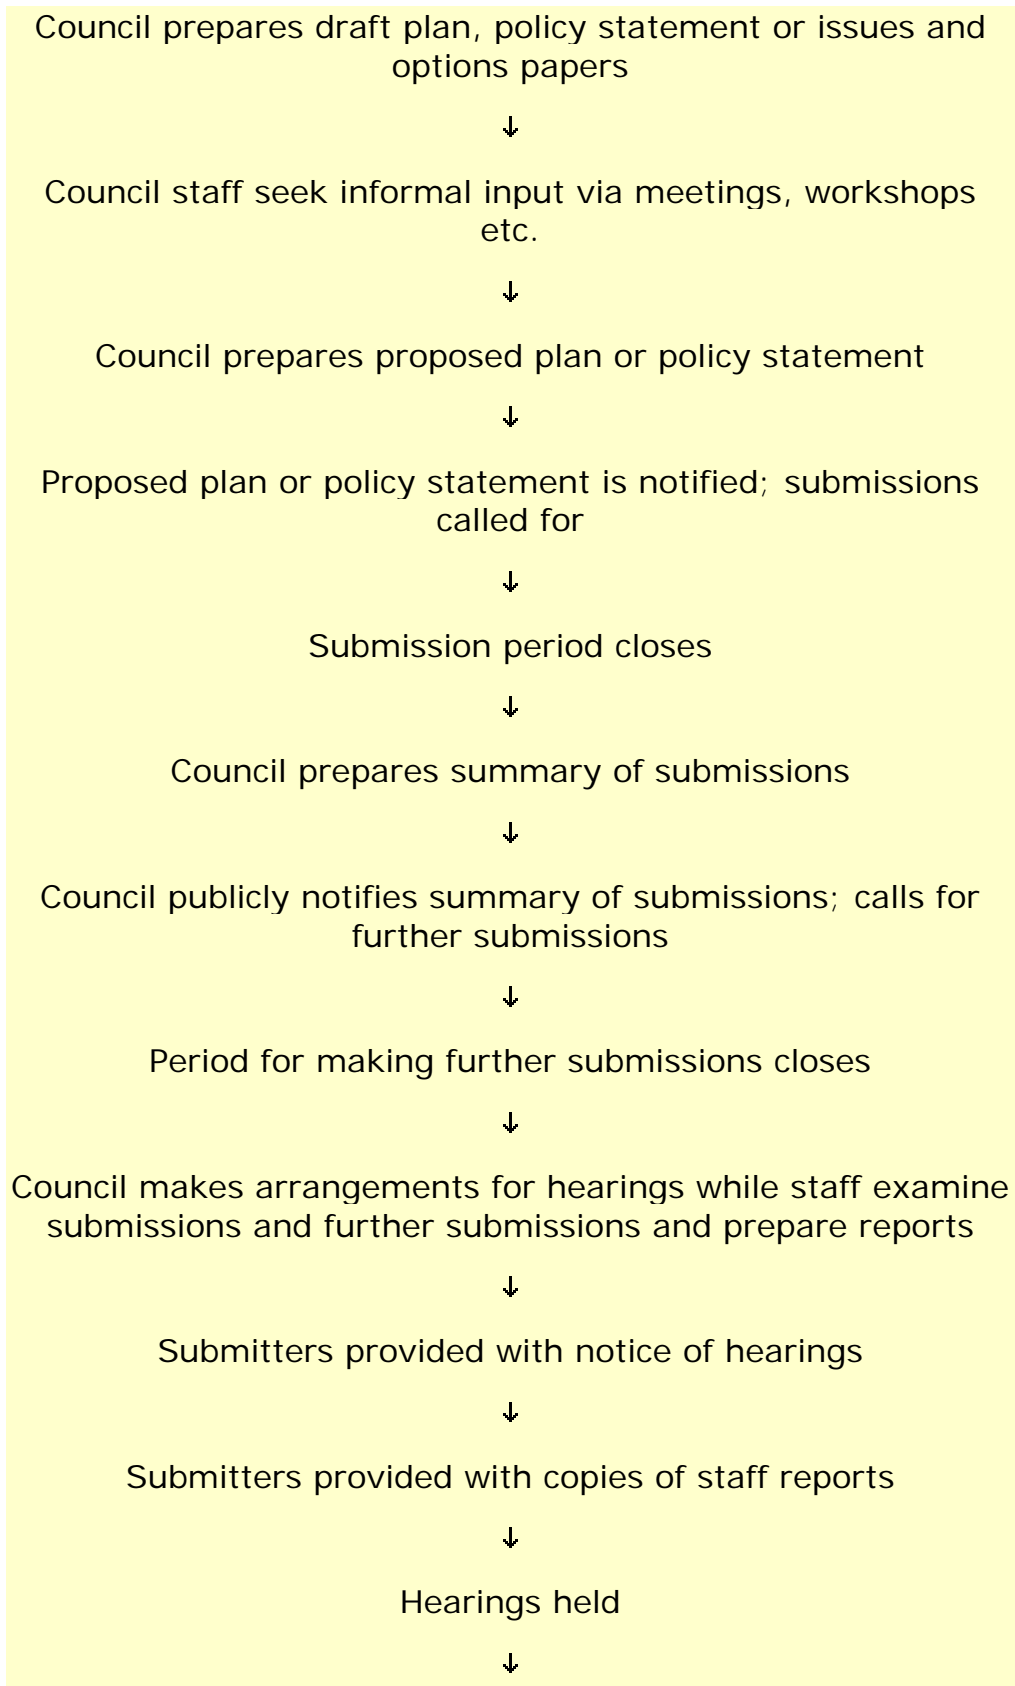 Council prepares draft plan, policy statement or issues and
options papers
↓
Council staff seek informal input via meetings, workshops
etc.
↓
Council prepares proposed plan or policy statement
↓
Proposed plan or policy statement is notified; submissions
called for
↓
Submission period closes
↓
Council prepares summary of submissions
↓
Council publicly notifies summary of submissions; calls for
further submissions
↓
Period for making further submissions closes
↓
Council makes arrangements for hearings while staff examine
submissions and further submissions and prepare reports
↓
Submitters provided with notice of hearings
↓
Submitters provided with copies of staff reports
↓
Hearings held
↓